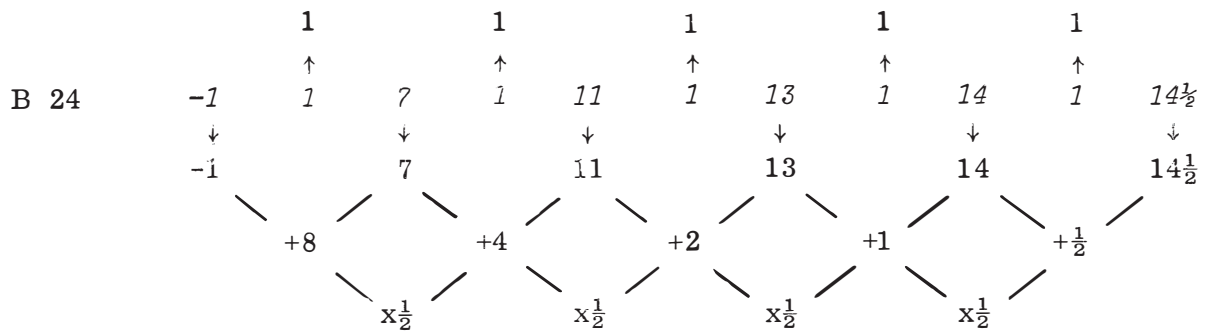 1 1 1 1 1
↑ ↑ ↑ ↑ ↑
B 24 -1 1 7 1 11 1 13 1 14 1 14½
↓ ↓ ↓ ↓ ↓ ↓
-1 7 11 13 14 14½
+8 +4 +2 +1 +½
x½ x½ x½ x½